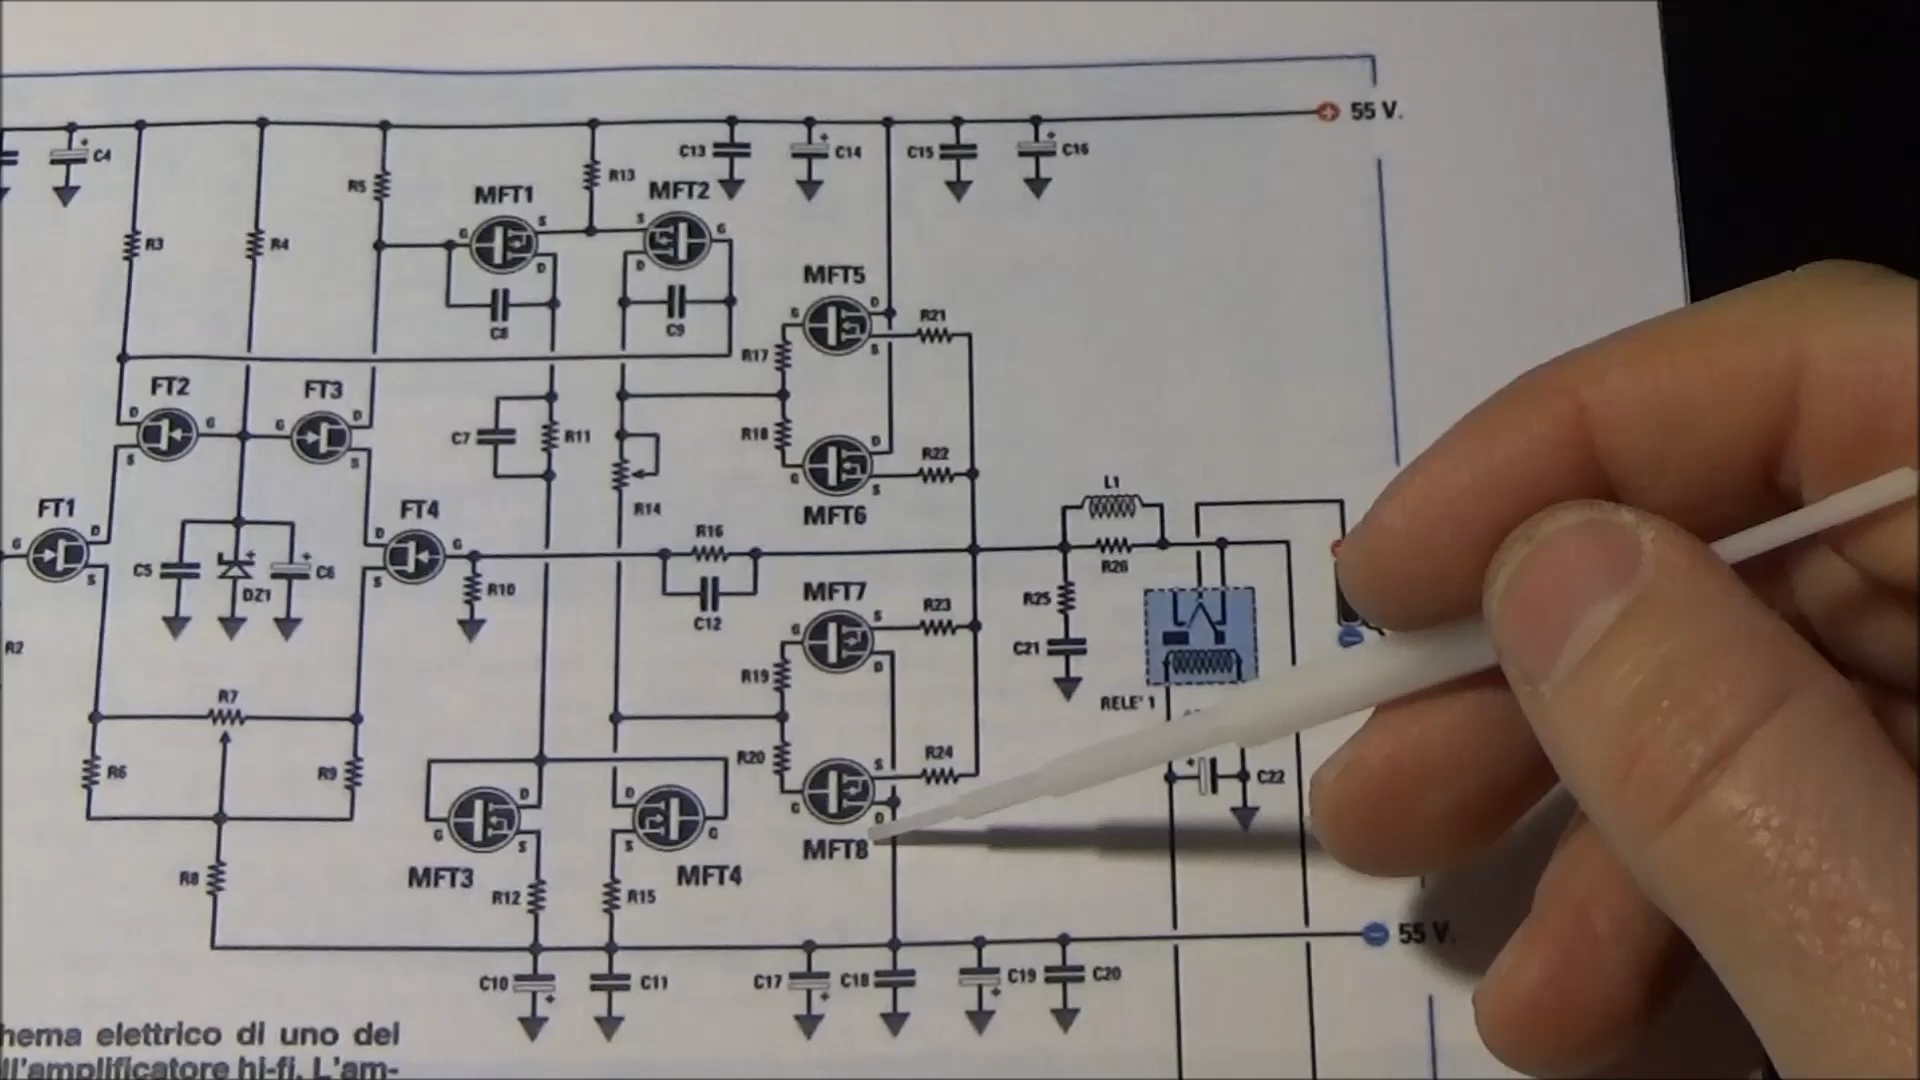 + 55 V.
C4
R3
R4
R5
MFT1
G S D
C8
R13
MFT2
S G D
C9
C13
+ C14
C15
+ C16
MFT5
G D S
R21
R17
FT2
D G S
FT3
G D S
C7
R11
R14
R18
D G S
R22
MFT6
FT1
G D S
FT4
D G S
C5
+ DZ1
+ C6
R10
R16
C12
L1
R26
R25
C21
RELE' 1
MFT7
G S D
R23
R19
R2
R7
R6
R9
R20
R24
S G D
MFT8
+ C22
D G S
MFT3
D G S
MFT4
R8
R12
R15
- 55 V.
C10 +
C11
C17 +
C18
C19 +
C20
hema elettrico di uno dei
ll'amplificatore hi-fi. L'am-